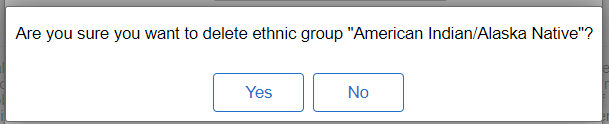 Are you sure you want to delete ethnic group "American Indian/Alaska Native"?
Yes No